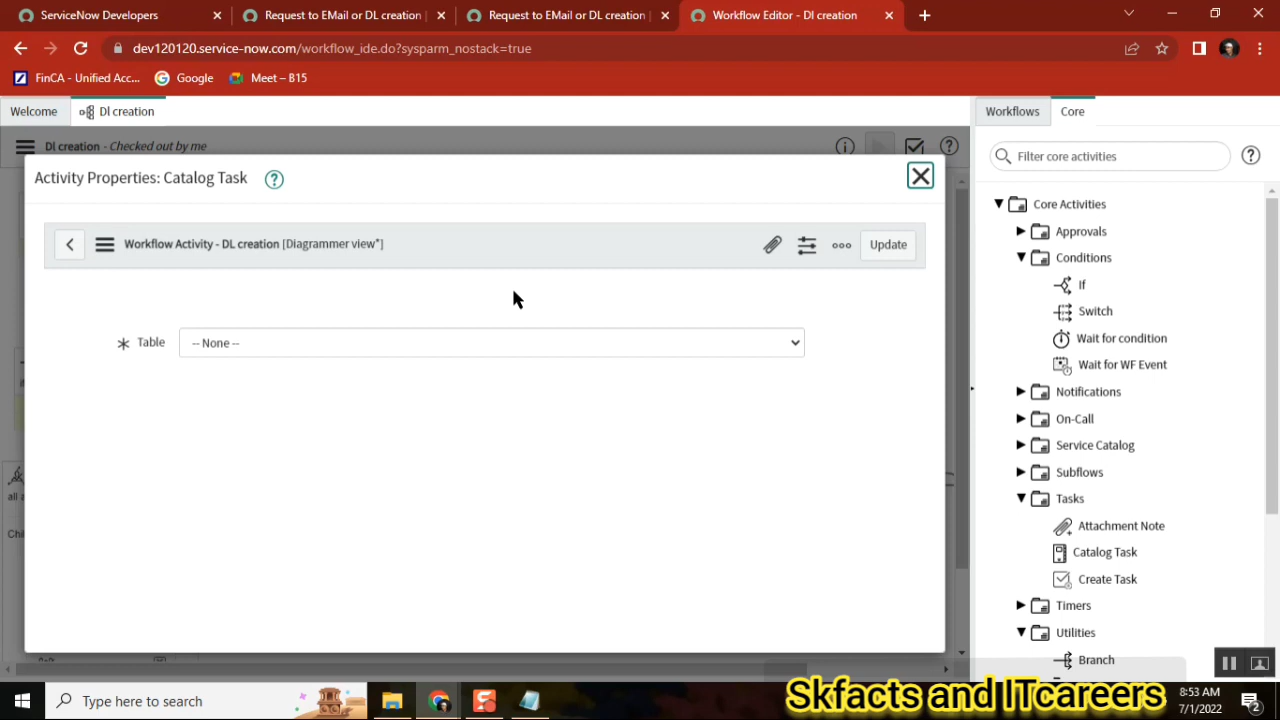 ServiceNow Developers
Request to EMail or DL creation
Request to EMail or DL creation
Workflow Editor - DL creation
dev120120.service-now.com/workflow_ide.do?sysparm_nostack=true
FinCA - Unified Acc...
Google
Meet – B15
Welcome
Dl creation
Workflows
Core
Dl creation - Checked out by me
Filter core activities
Activity Properties: Catalog Task
Workflow Activity - DL creation [Diagrammer view*]
Update
Table
-- None --
Core Activities
Approvals
Conditions
If
Switch
Wait for condition
Wait for WF Event
Notifications
On-Call
Service Catalog
Subflows
Tasks
Attachment Note
Catalog Task
Create Task
Timers
Utilities
Branch
all a
Chil
Type here to search
Skfacts and ITcareers
8:53 AM
7/1/2022
2